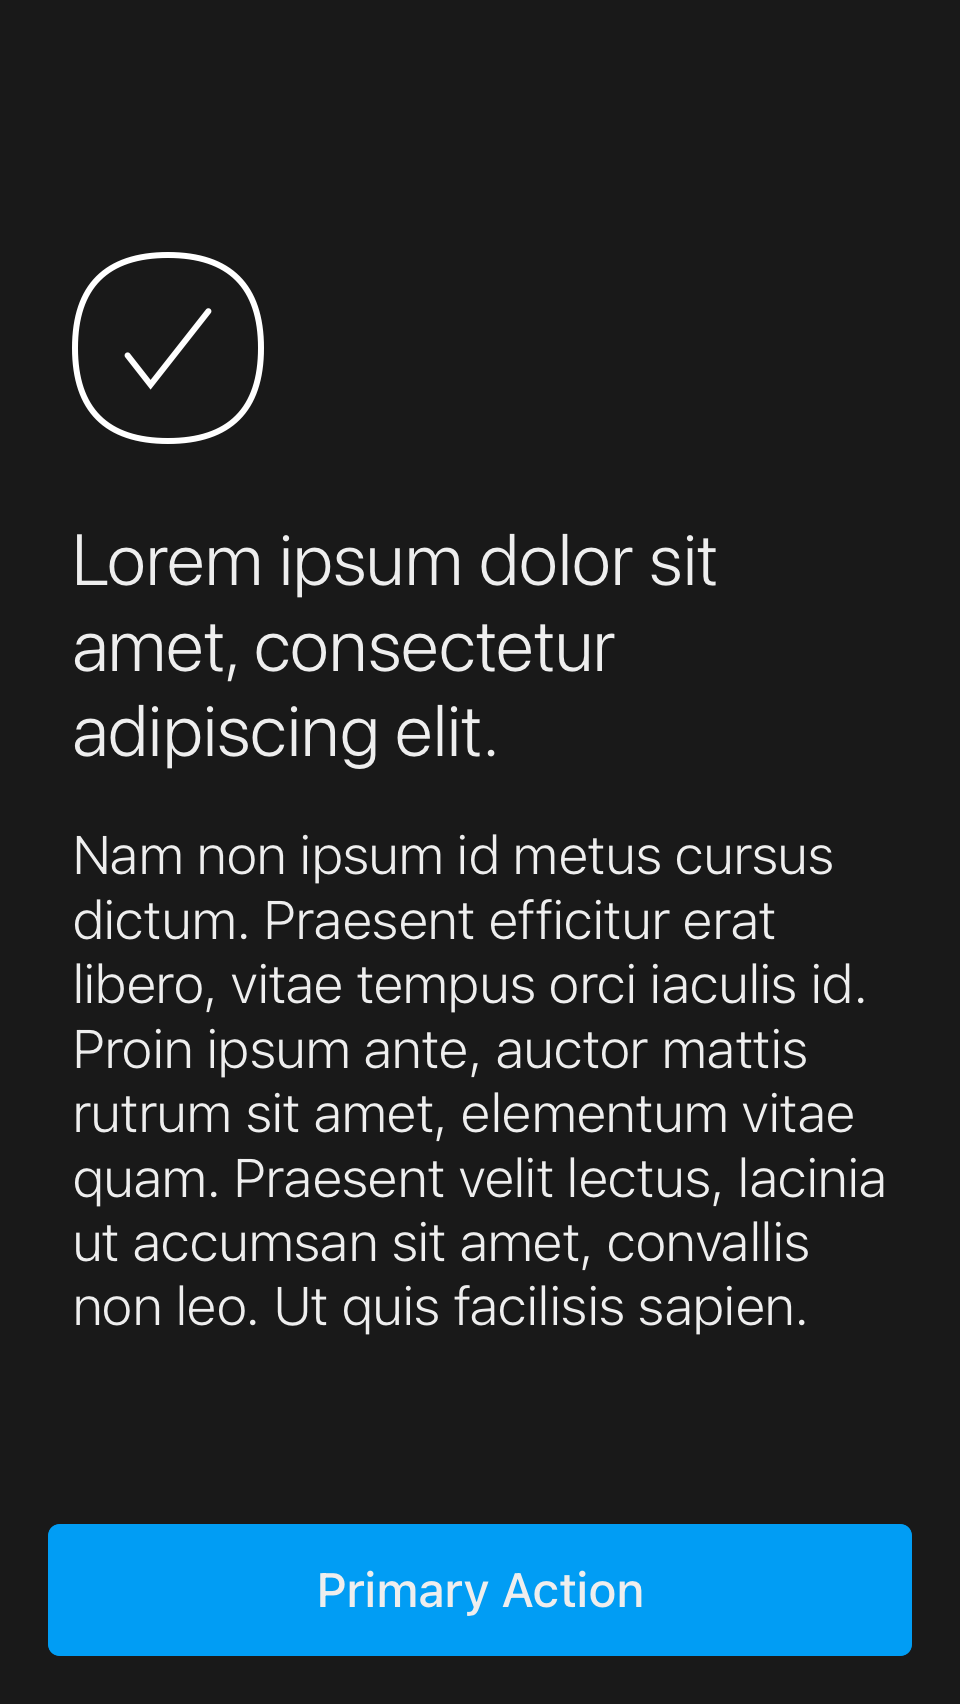 Lorem ipsum dolor sit
amet, consectetur
adipiscing elit.
Nam non ipsum id metus cursus
dictum. Praesent efficitur erat
libero, vitae tempus orci iaculis id.
Proin ipsum ante, auctor mattis
rutrum sit amet, elementum vitae
quam. Praesent velit lectus, lacinia
ut accumsan sit amet, convallis
non leo. Ut quis facilisis sapien.
Primary Action